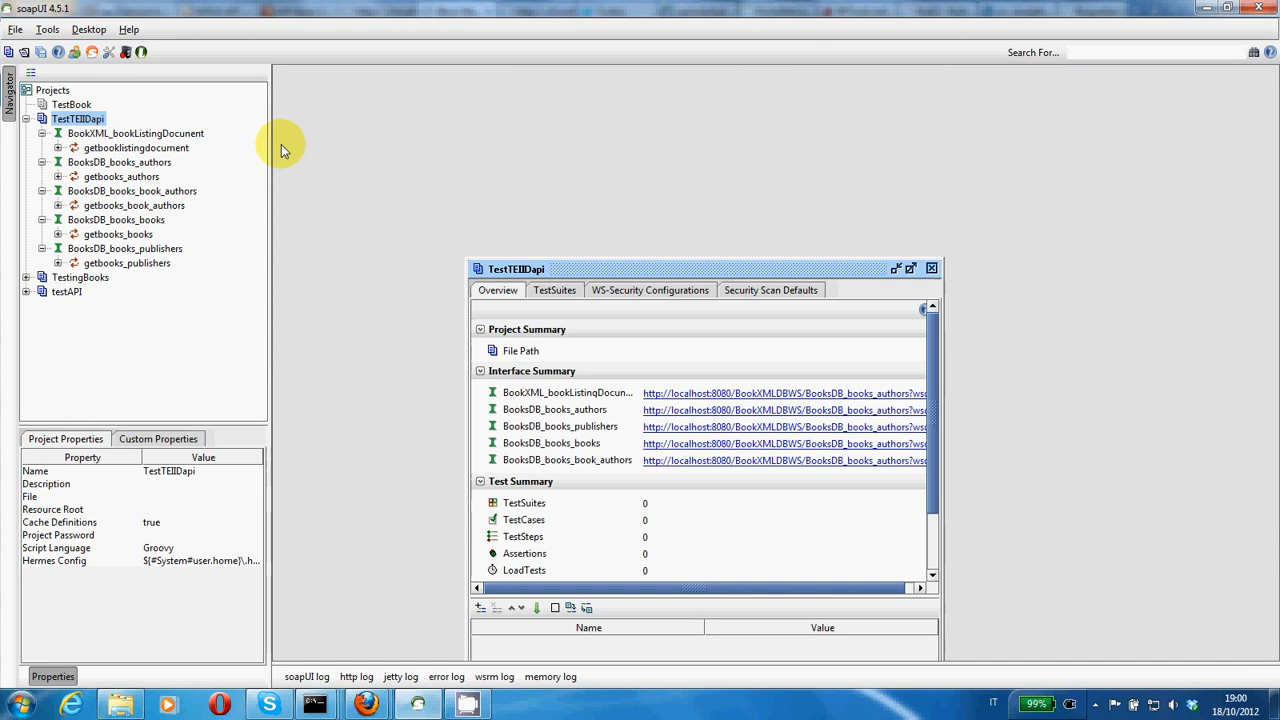 soapUI 4.5.1
File Tools Desktop Help
Search For...
Navigator
Projects
TestBook
TestTEIIDapi
BookXML_bookListingDocument
getbooklistingdocument
BooksDB_books_authors
getbooks_authors
BooksDB_books_book_authors
getbooks_book_authors
BooksDB_books_books
getbooks_books
BooksDB_books_publishers
getbooks_publishers
TestingBooks
testAPI
TestTEIIDapi
Overview TestSuites WS-Security Configurations Security Scan Defaults
Project Summary
File Path
Interface Summary
BookXML_bookListingDocun... http://localhost:8080/BookXMLDBWS/BooksDB_books_authors?wsc
BooksDB_books_authors http://localhost:8080/BookXMLDBWS/BooksDB_books_authors?wsc
BooksDB_books_publishers http://localhost:8080/BookXMLDBWS/BooksDB_books_authors?wsc
BooksDB_books_books http://localhost:8080/BookXMLDBWS/BooksDB_books_authors?wsc
BooksDB_books_book_authors http://localhost:8080/BookXMLDBWS/BooksDB_books_authors?wsc
Test Summary
TestSuites 0
TestCases 0
TestSteps 0
Assertions 0
LoadTests 0
Name Value
Project Properties Custom Properties
Property Value
Name TestTEIIDapi
Description
File
Resource Root
Cache Definitions true
Project Password
Script Language Groovy
Hermes Config ${#System#user.home}\.h...
Properties
soapUI log http log jetty log error log wsrm log memory log
IT 99% 19:00
18/10/2012